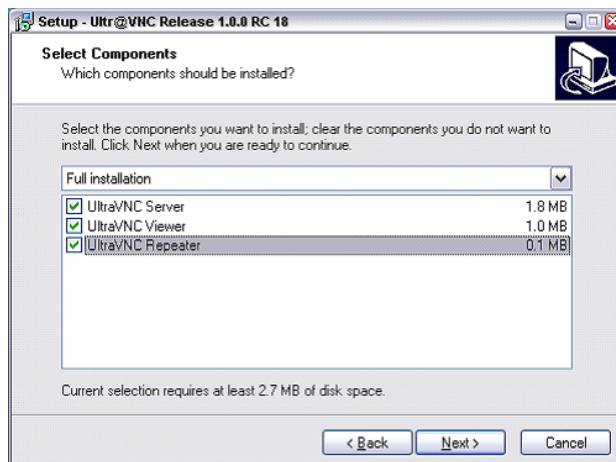 Setup - Ultr@VNC Release 1.0.0 RC 18
Select Components
Which components should be installed?
Select the components you want to install; clear the components you do not want to
install. Click Next when you are ready to continue.
Full installation
UltraVNC Server 1.8 MB
UltraVNC Viewer 1.0 MB
UltraVNC Repeater 0.1 MB
Current selection requires at least 2.7 MB of disk space.
< Back Next > Cancel